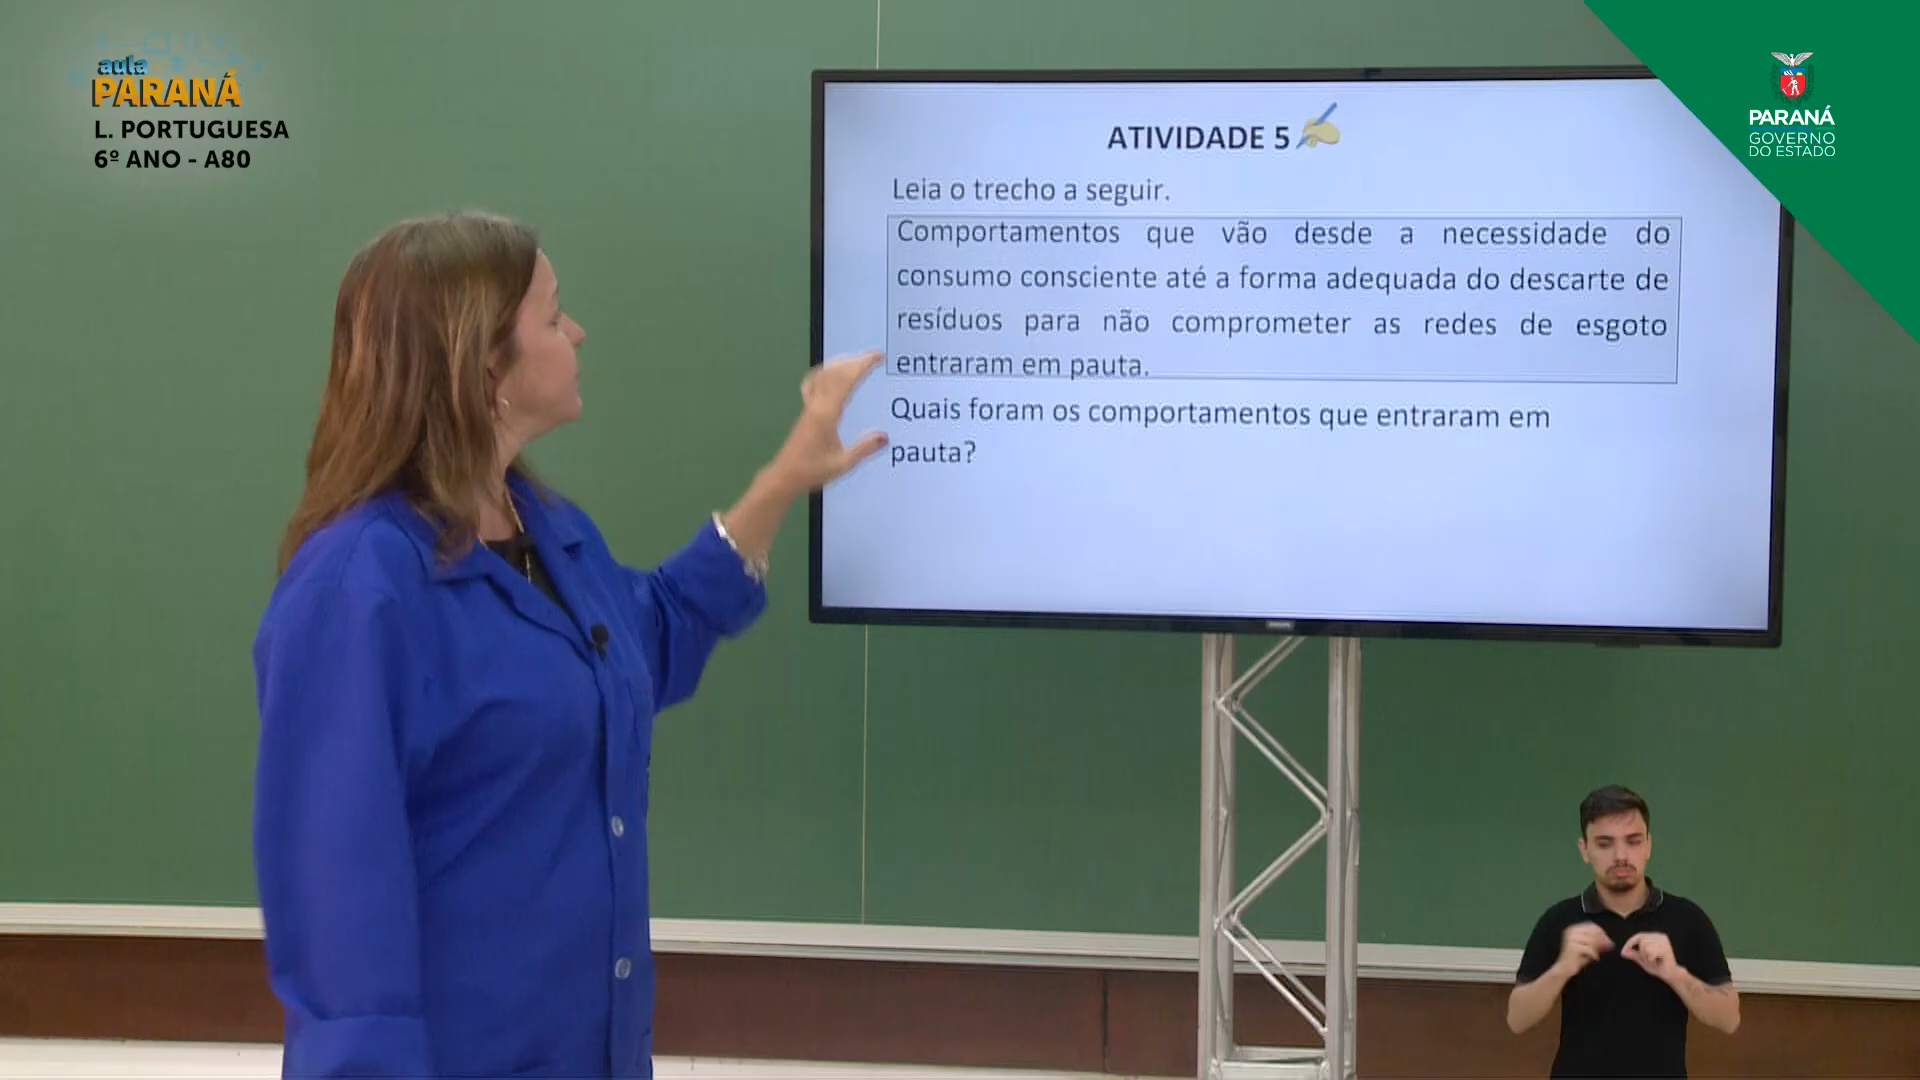 aula
PARANÁ
L. PORTUGUESA
6º ANO - A80
ATIVIDADE 5
Leia o trecho a seguir.
Comportamentos que vão desde a necessidade do
consumo consciente até a forma adequada do descarte de
resíduos para não comprometer as redes de esgoto
entraram em pauta.
Quais foram os comportamentos que entraram em
pauta?
PARANÁ
GOVERNO
DO ESTADO